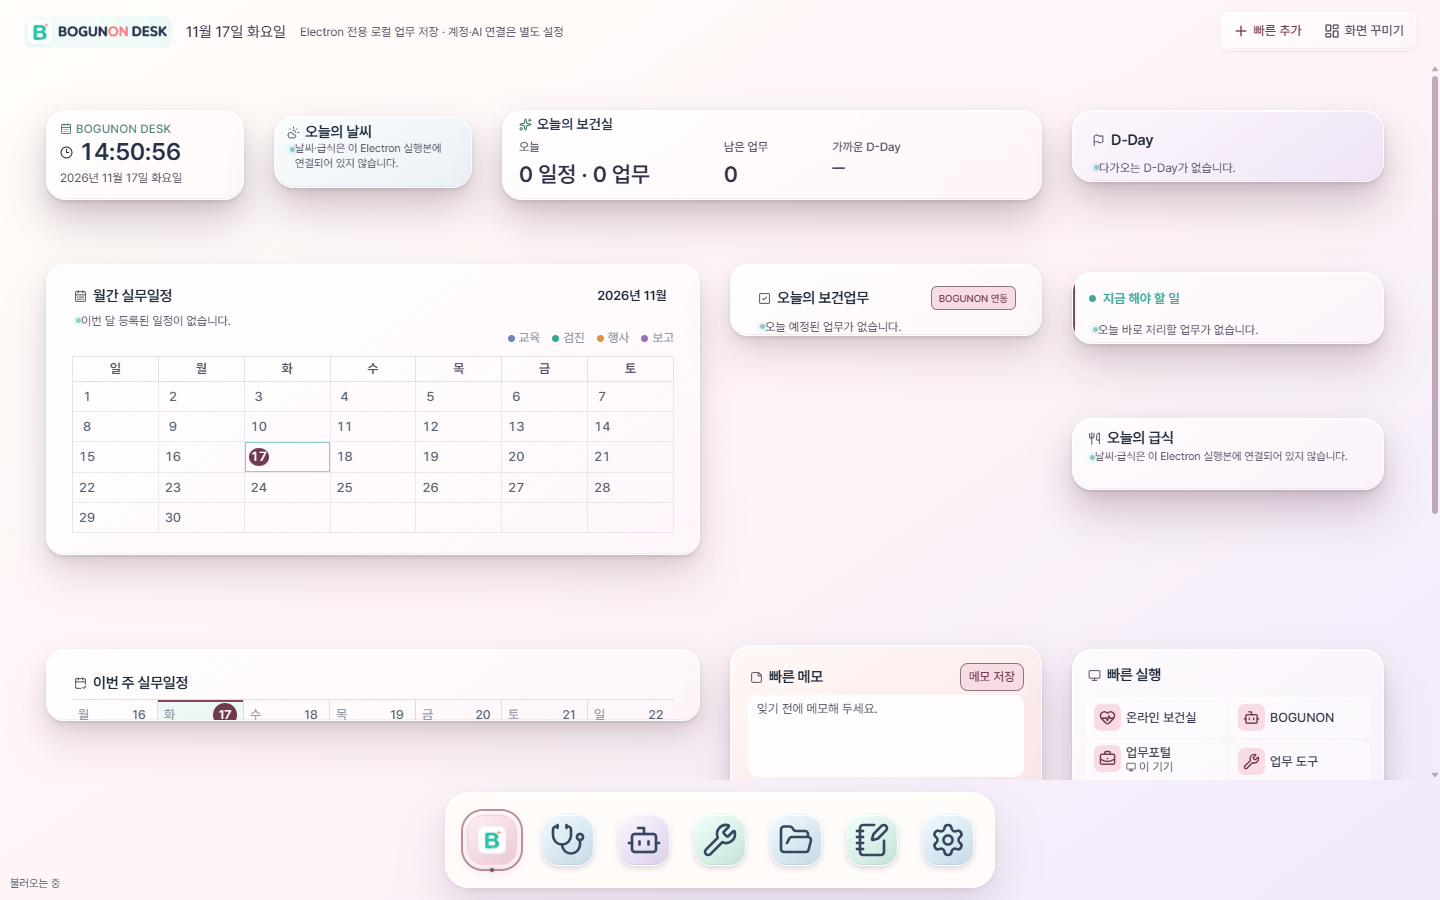 BOGUNON DESK
11월 17일 화요일
Electron 전용 로컬 업무 저장 · 계정·AI 연결은 별도 설정
빠른 추가
화면 꾸미기
BOGUNON DESK
14:50:56
2026년 11월 17일 화요일
오늘의 날씨
날씨·급식은 이 Electron 실행본에
연결되어 있지 않습니다.
오늘의 보건실
오늘
남은 업무
가까운 D-Day
0 일정 · 0 업무
0
—
D-Day
다가오는 D-Day가 없습니다.
월간 실무일정
2026년 11월
이번 달 등록된 일정이 없습니다.
교육
검진
행사
보고
일 월 화 수 목 금 토
1 2 3 4 5 6 7
8 9 10 11 12 13 14
15 16 17 18 19 20 21
22 23 24 25 26 27 28
29 30
오늘의 보건업무
BOGUNON 연동
오늘 예정된 업무가 없습니다.
지금 해야 할 일
오늘 바로 처리할 업무가 없습니다.
오늘의 급식
날씨·급식은 이 Electron 실행본에 연결되어 있지 않습니다.
이번 주 실무일정
월 16 화 17 수 18 목 19 금 20 토 21 일 22
빠른 메모
메모 저장
잊기 전에 메모해 두세요.
빠른 실행
온라인 보건실
BOGUNON
업무포털
이 기기
업무 도구
B
불러오는 중